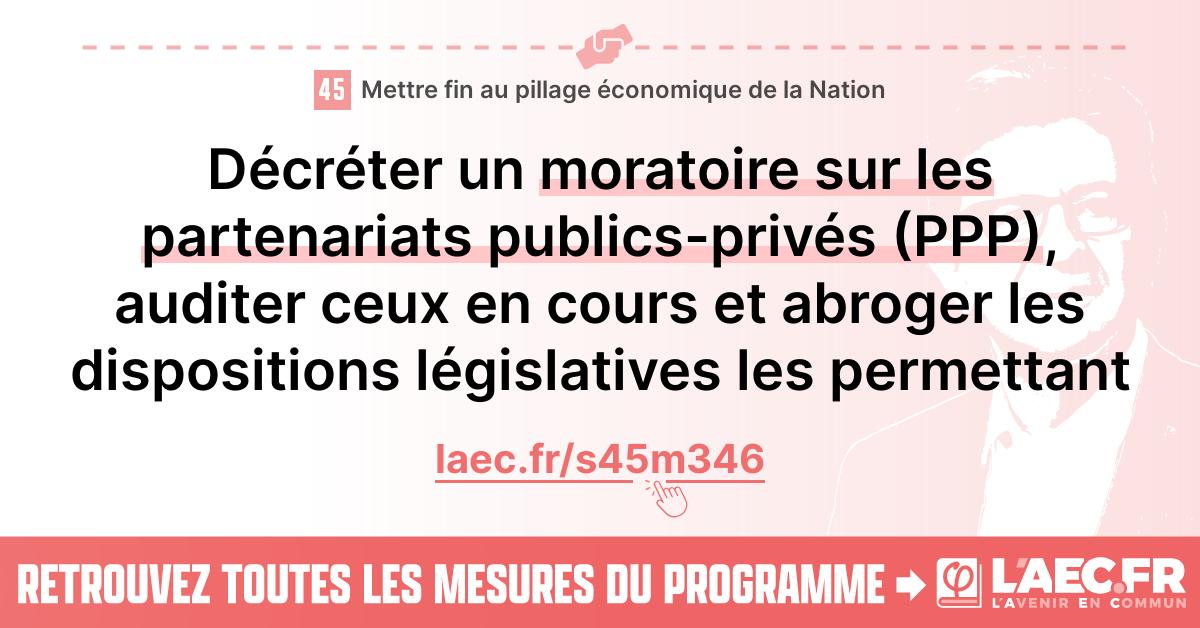 45 Mettre fin au pillage économique de la Nation
Décréter un moratoire sur les
partenariats publics-privés (PPP),
auditer ceux en cours et abroger les
dispositions législatives les permettant
laec.fr/s45m346
RETROUVEZ TOUTES LES MESURES DU PROGRAMME
φ
L'AEC.FR
L'AVENIR EN COMMUN